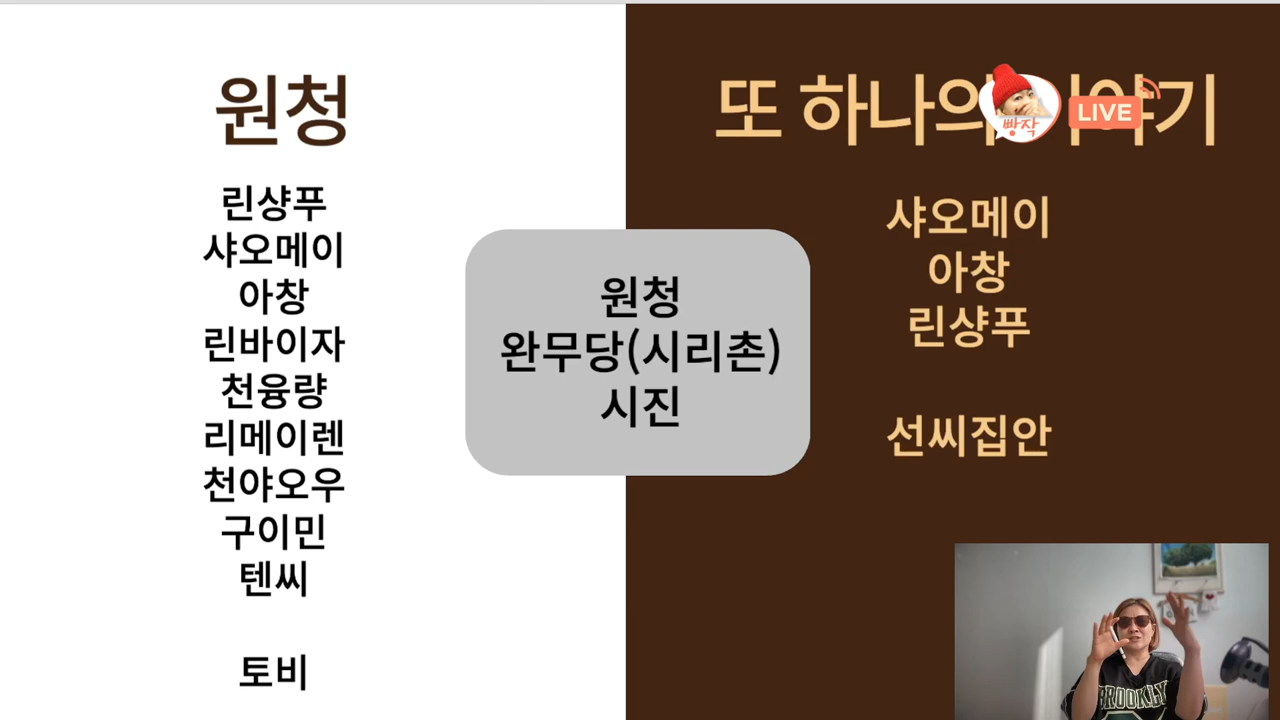 원청
린샹푸
샤오메이
아창
린바이자
천융량
리메이렌
천야오우
구이민
텐씨
토비
원청
완무당(시리촌)
시진
또 하나의 이야기
빵작
LIVE
샤오메이
아창
린샹푸
선씨집안
BROOKLY